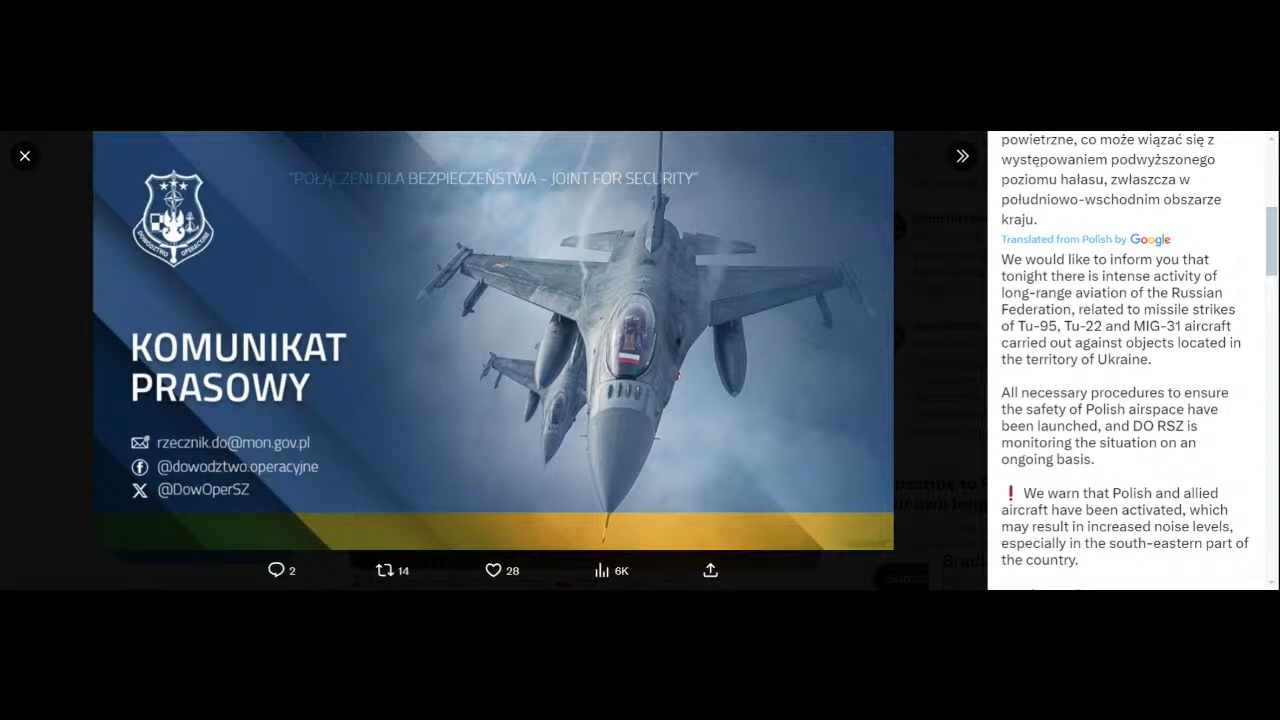 "POŁĄCZENI DLA BEZPIECZEŃSTWA - JOINT FOR SECURITY"
DOWÓDZTWO OPERACYJNE
KOMUNIKAT
PRASOWY
rzecznik.do@mon.gov.pl
@dowodztwo.operacyjne
@DowOperSZ
2
14
28
6K
powietrzne, co może wiązać się z
występowaniem podwyższonego
poziomu hałasu, zwłaszcza w
południowo-wschodnim obszarze
kraju.
Translated from Polish by Google
We would like to inform you that
tonight there is intense activity of
long-range aviation of the Russian
Federation, related to missile strikes
of Tu-95, Tu-22 and MIG-31 aircraft
carried out against objects located in
the territory of Ukraine.
All necessary procedures to ensure
the safety of Polish airspace have
been launched, and DO RSZ is
monitoring the situation on an
ongoing basis.
❗ We warn that Polish and allied
aircraft have been activated, which
may result in increased noise levels,
especially in the south-eastern part of
the country.